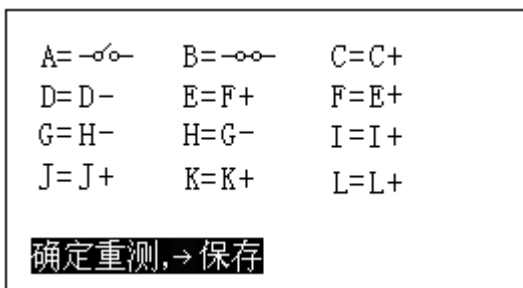 A= B= C=C+
D=D- E=F+ F=E+
G=H- H=G- I=I+
J=J+ K=K+ L=L+
确定重测,→保存